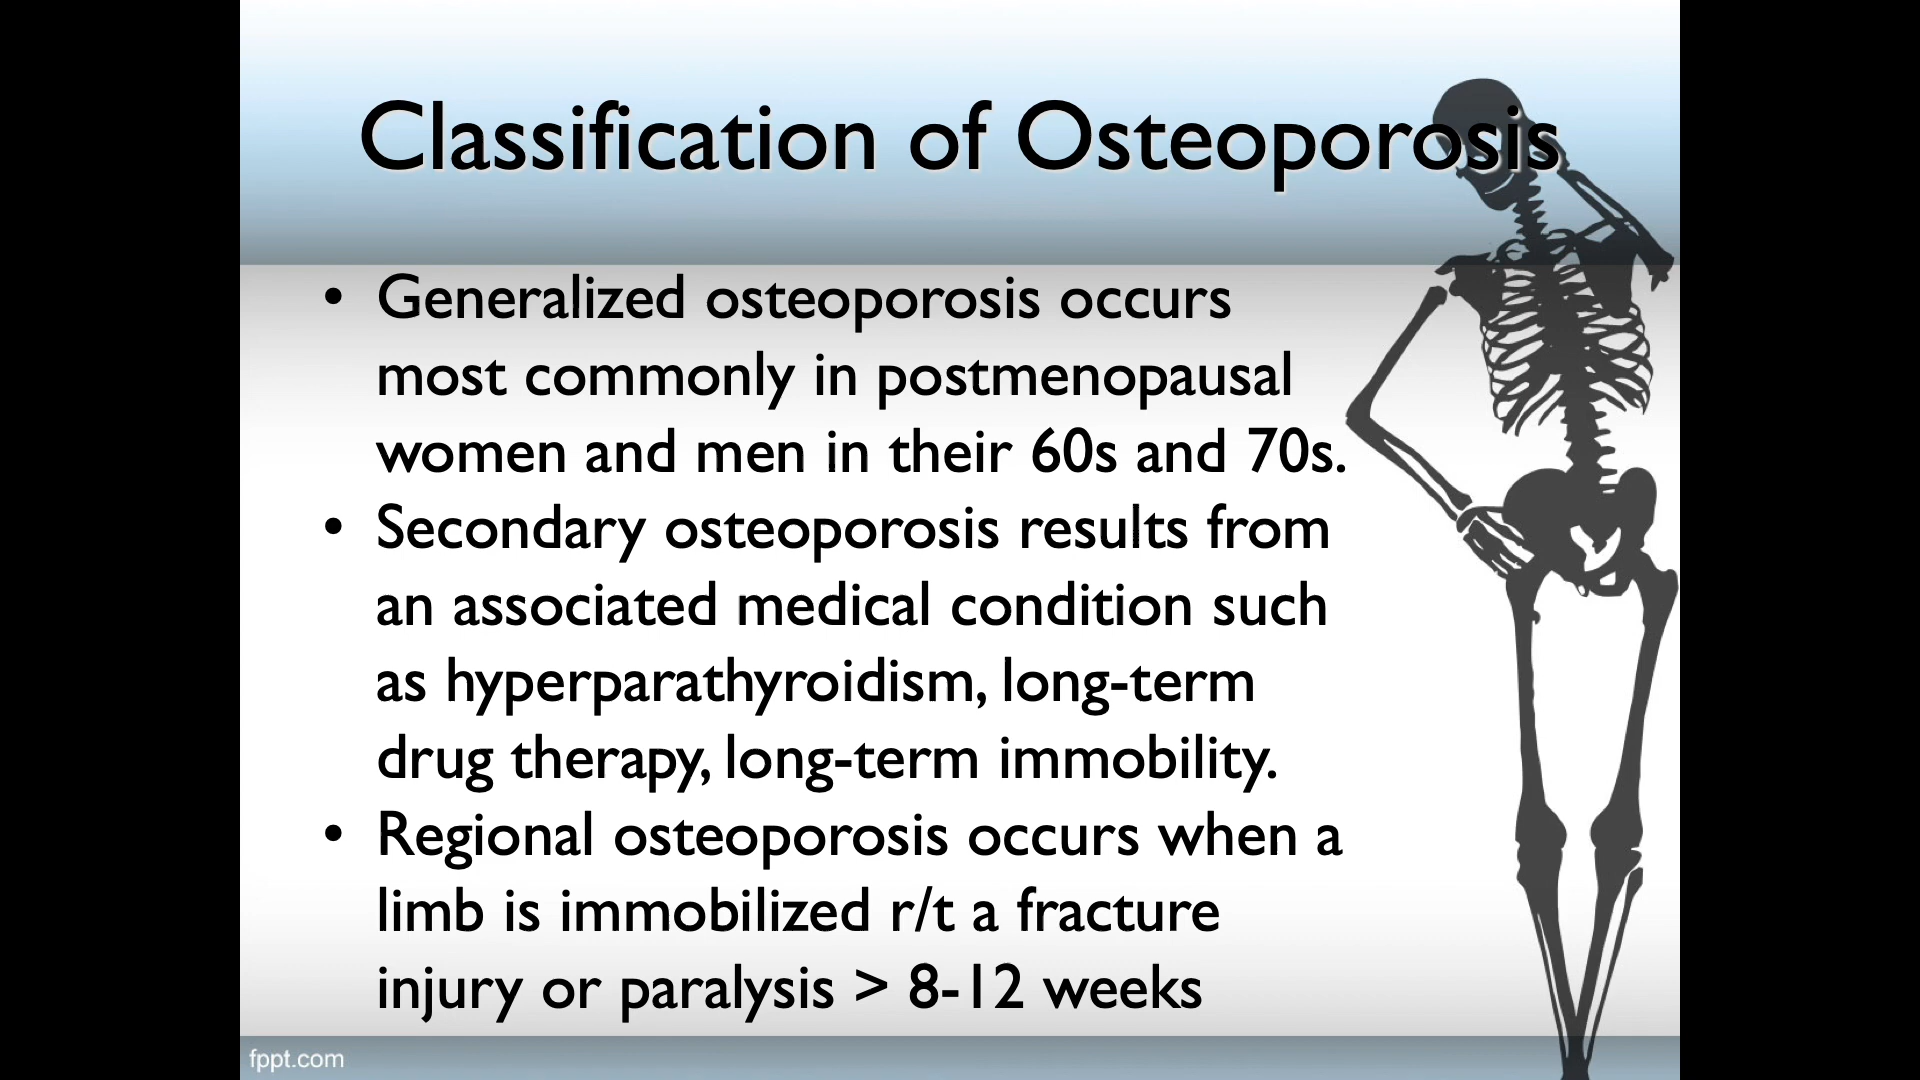 Classification of Osteoporosis
• Generalized osteoporosis occurs
most commonly in postmenopausal
women and men in their 60s and 70s.
• Secondary osteoporosis results from
an associated medical condition such
as hyperparathyroidism, long-term
drug therapy, long-term immobility.
• Regional osteoporosis occurs when a
limb is immobilized r/t a fracture
injury or paralysis > 8-12 weeks
fppt.com